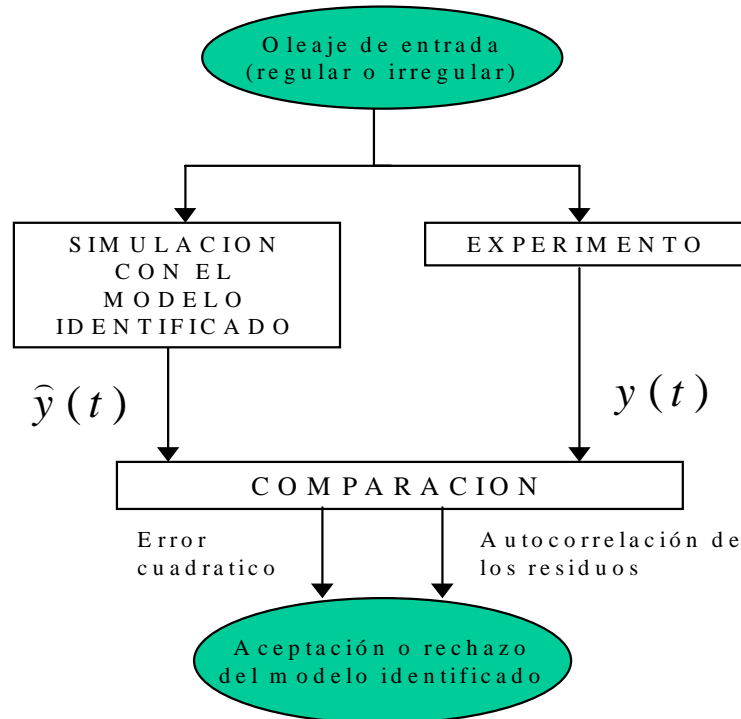 Oleaje de entrada
(regular o irregular)
SIMULACION
CON EL
MODELO
IDENTIFICADO
EXPERIMENTO
ŷ(t)
y(t)
COMPARACION
Error
cuadratico
Autocorrelación de
los residuos
Aceptación o rechazo
del modelo identificado